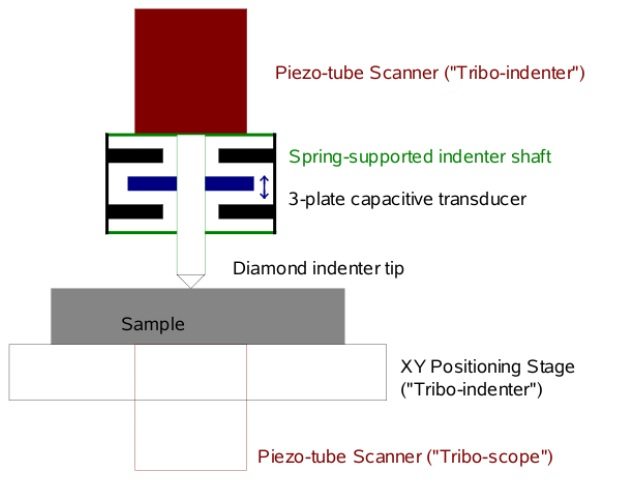 Piezo-tube Scanner ("Tribo-indenter")
Spring-supported indenter shaft
3-plate capacitive transducer
Diamond indenter tip
Sample
XY Positioning Stage
("Tribo-indenter")
Piezo-tube Scanner ("Tribo-scope")